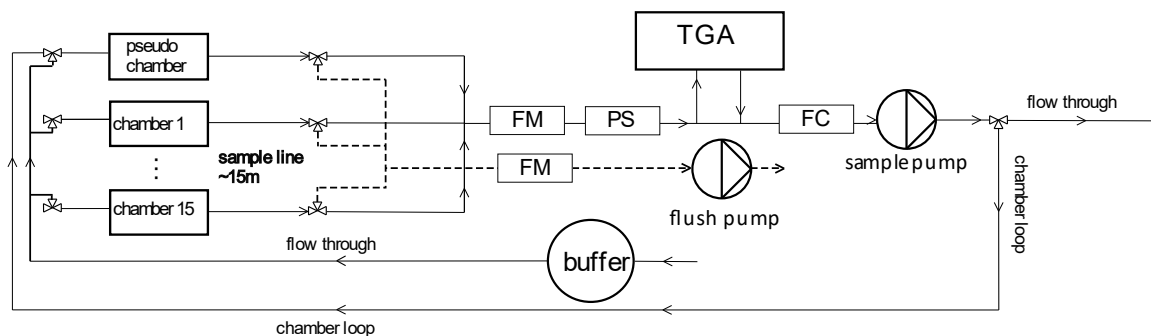 TGA
pseudo
chamber
flow through
chamber 1
FM
PS
FC
sample pump
sample line
~15m
FM
chamber 15
flush pump
chamber
loop
flow through
buffer
chamber loop